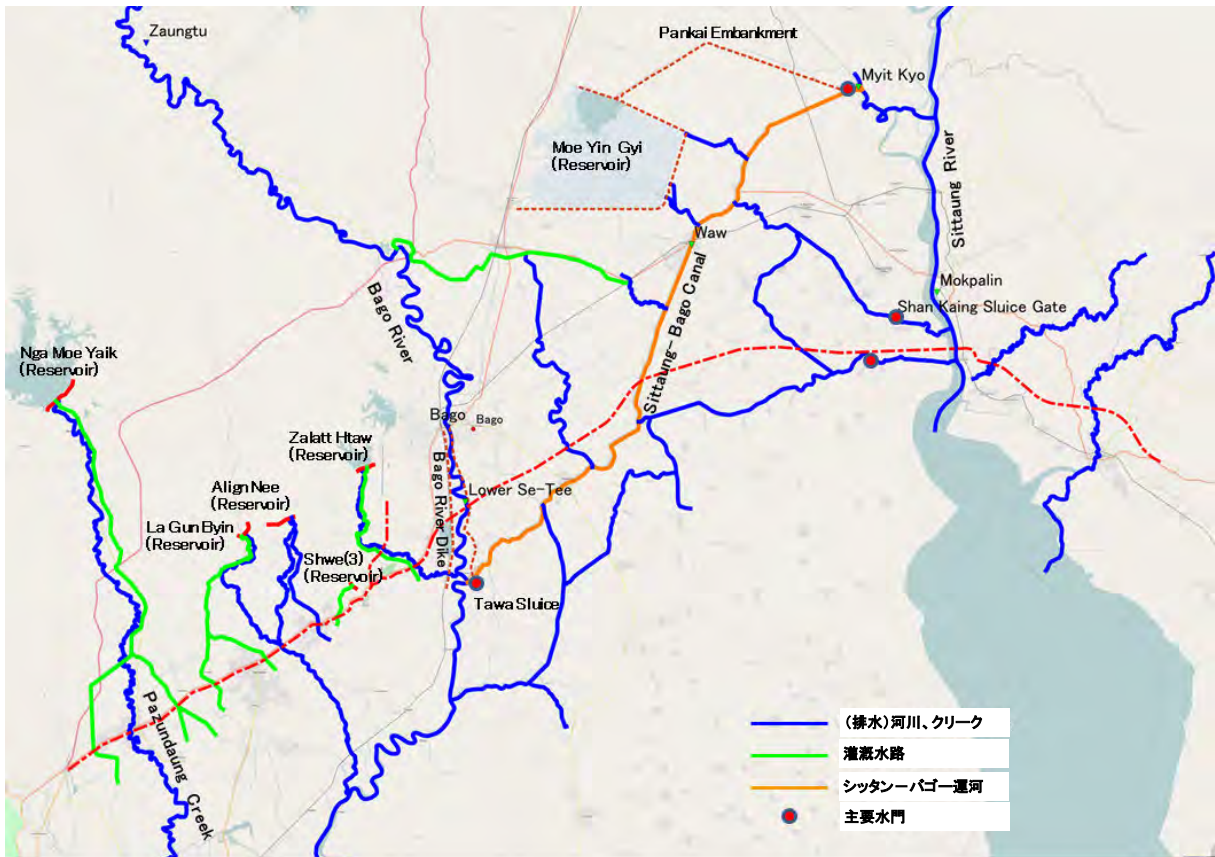 Zaungtu
Pankai Embankment
Myit Kyo
Moe Yin Gyi
(Reservoir)
Sittaung River
Waw
Mokpalin
Shan Kaing Sluice Gate
Bago River
Sittaung-Bago Canal
Nga Moe Yaik
(Reservoir)
Bago
Bago
Zalatt Htaw
(Reservoir)
Bago River Dike
Lower Se-Tee
Align Nee
(Reservoir)
La Gun Byin
(Reservoir)
Shwe(3)
(Reservoir)
Tawa Sluice
Pazundaung Creek
(排水)河川、クリーク
灌漑水路
シッターンーバゴー運河
主要水門